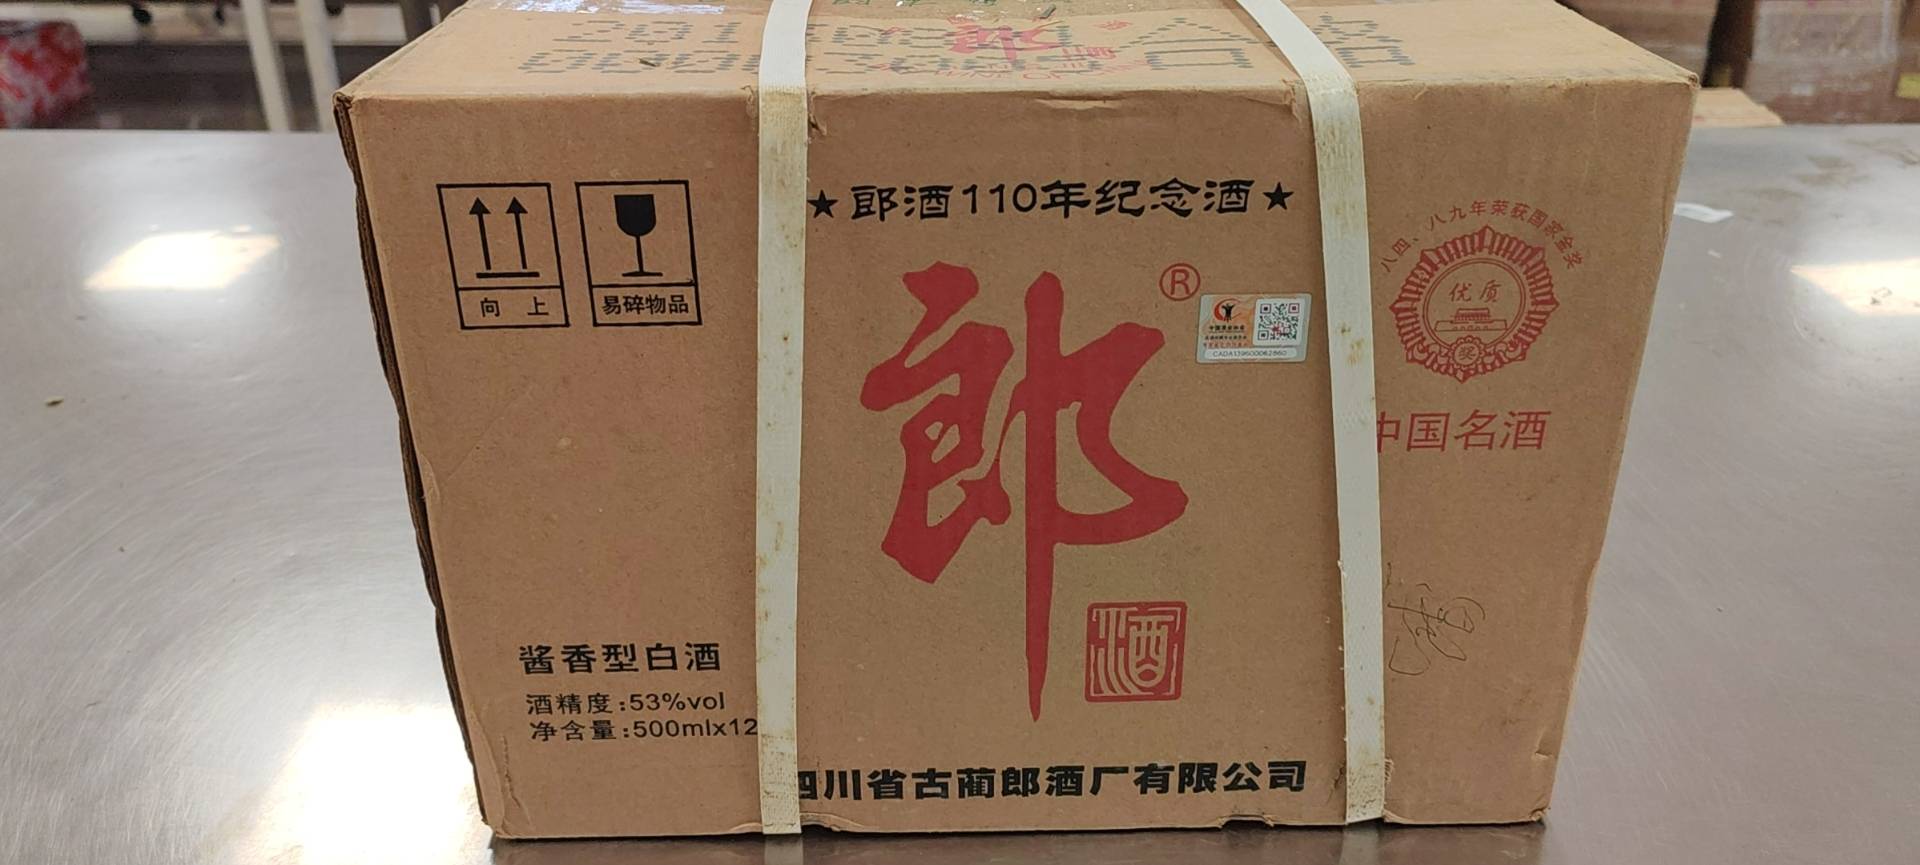 ★郎酒110年纪念酒★
郎®
酒
向上
易碎物品
CADA139600062860
八四、八九年荣获国家金奖
优质
奖
中国名酒
酱香型白酒
酒精度:53%vol
净含量:500mlx12
四川省古蔺郎酒厂有限公司